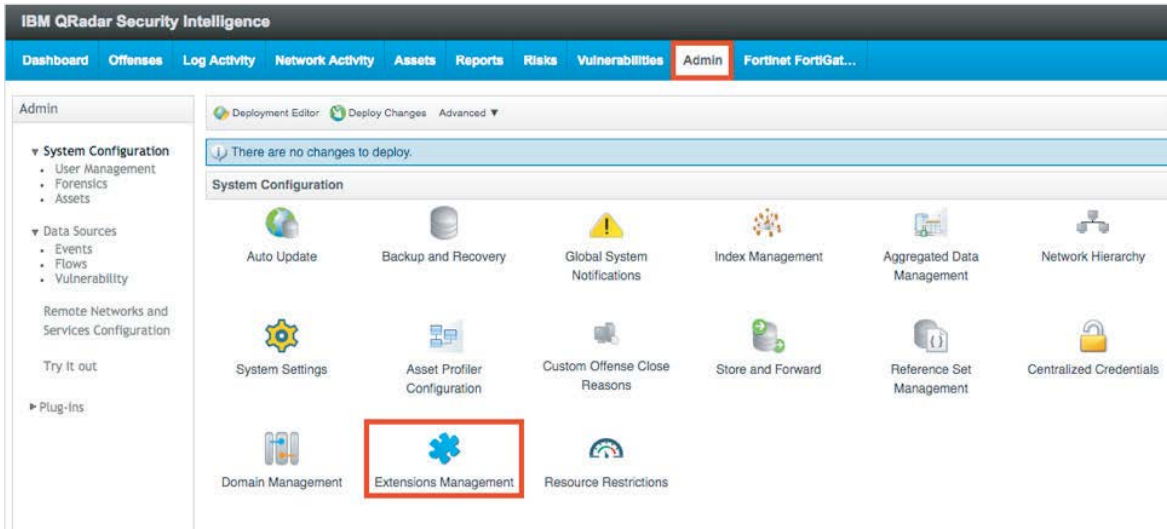 IBM QRadar Security Intelligence
Dashboard Offenses Log Activity Network Activity Assets Reports Risks Vulnerabilities Admin Fortinet FortiGat...
Admin
System Configuration
User Management
Forensics
Assets
Data Sources
Events
Flows
Vulnerability
Remote Networks and
Services Configuration
Try it out
Plug-ins
Deployment Editor Deploy Changes Advanced
There are no changes to deploy.
System Configuration
Auto Update
Backup and Recovery
Global System
Notifications
Index Management
Aggregated Data
Management
Network Hierarchy
System Settings
Asset Profiler
Configuration
Custom Offense Close
Reasons
Store and Forward
Reference Set
Management
Centralized Credentials
Domain Management
Extensions Management
Resource Restrictions